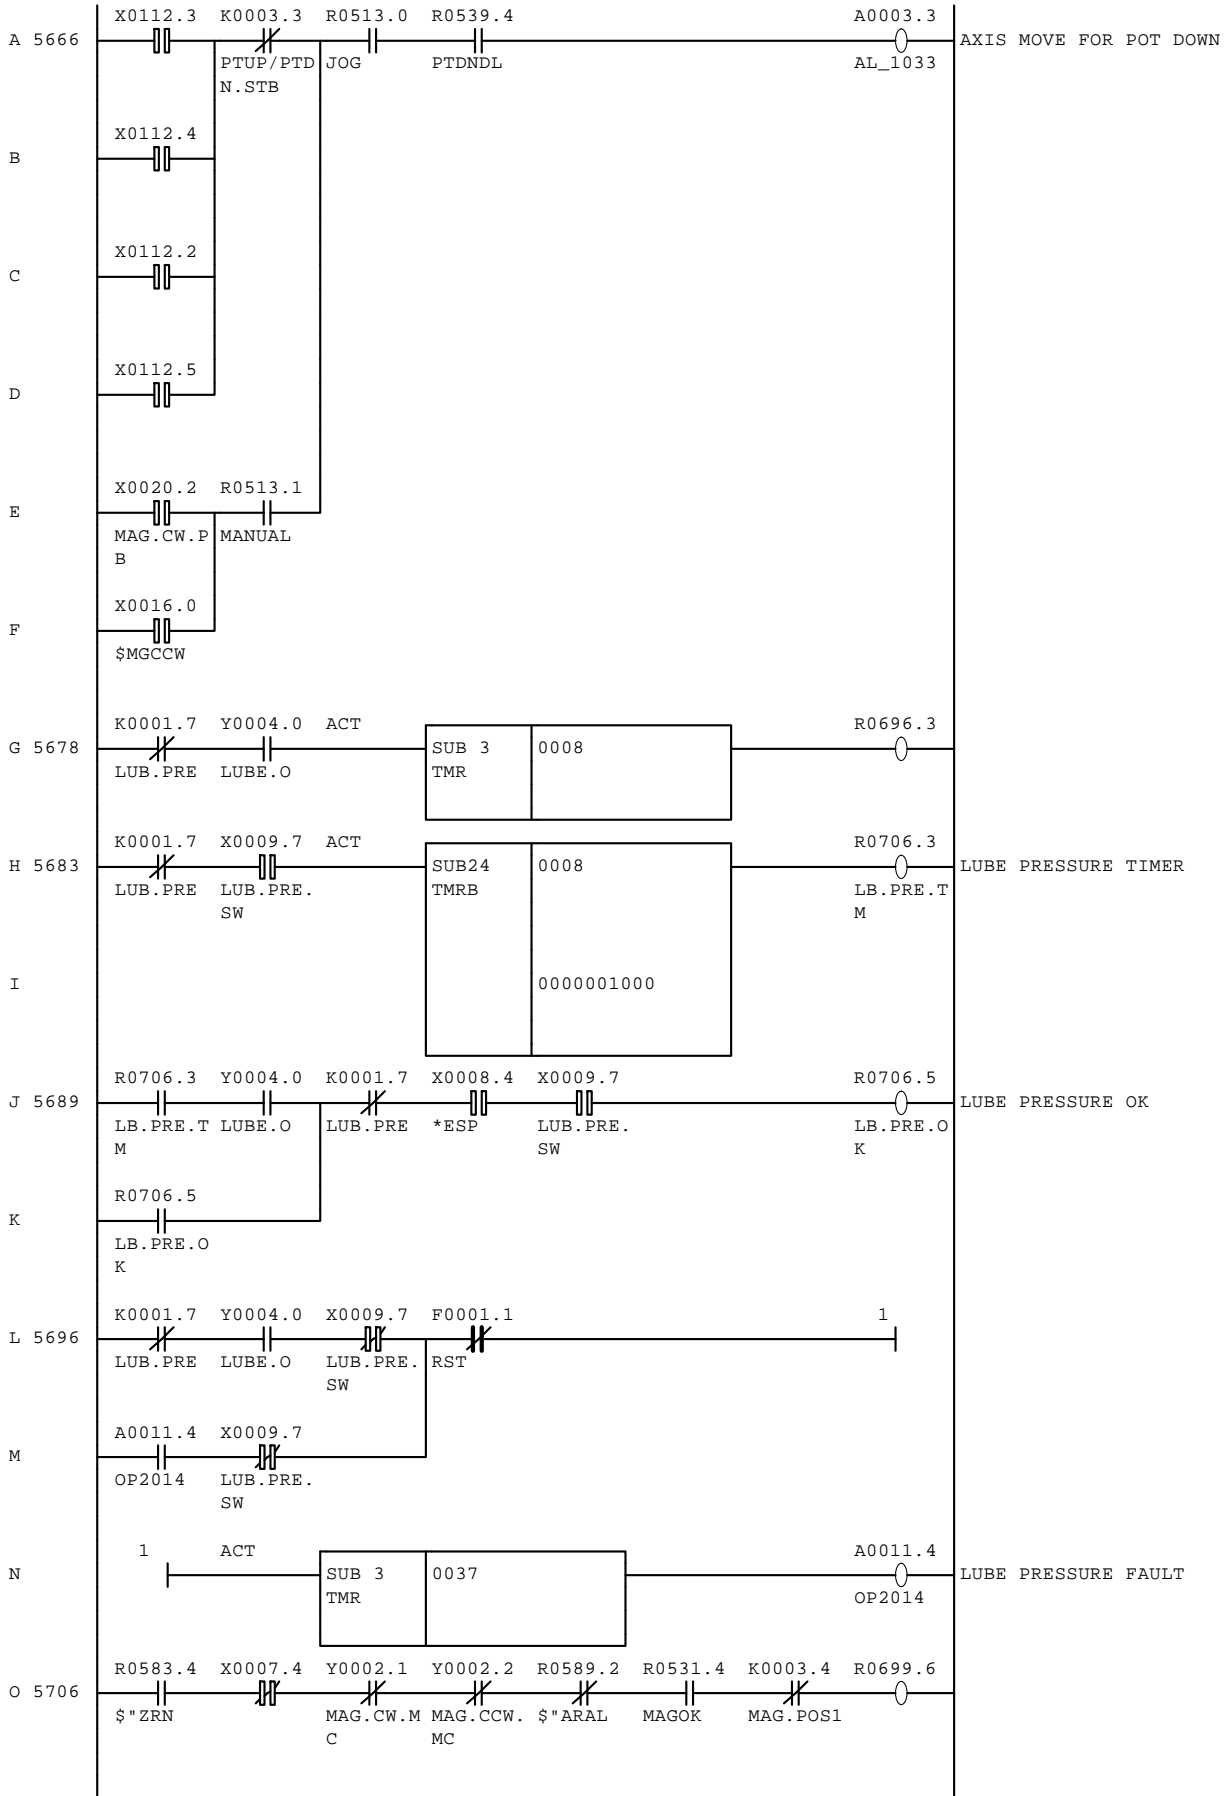 X0112.3 K0003.3 R0513.0 R0539.4 A0003.3
A 5666 AXIS MOVE FOR POT DOWN
PTUP/PTD JOG PTDNDL AL_1033
N.STB
X0112.4
B
X0112.2
C
X0112.5
D
X0020.2 R0513.1
E
MAG.CW.P MANUAL
B
X0016.0
F
$MGCCW
K0001.7 Y0004.0 ACT R0696.3
G 5678 SUB 3 0008
LUB.PRE LUBE.O TMR
K0001.7 X0009.7 ACT R0706.3
H 5683 SUB24 0008 LUBE PRESSURE TIMER
LUB.PRE LUB.PRE. TMRB LB.PRE.T
SW M
I 0000001000
R0706.3 Y0004.0 K0001.7 X0008.4 X0009.7 R0706.5
J 5689 LUBE PRESSURE OK
LB.PRE.T LUBE.O LUB.PRE *ESP LUB.PRE. LB.PRE.O
M SW K
R0706.5
K
LB.PRE.O
K
K0001.7 Y0004.0 X0009.7 F0001.1 1
L 5696
LUB.PRE LUBE.O LUB.PRE. RST
SW
A0011.4 X0009.7
M
OP2014 LUB.PRE.
SW
1 ACT A0011.4
N SUB 3 0037 LUBE PRESSURE FAULT
TMR OP2014
R0583.4 X0007.4 Y0002.1 Y0002.2 R0589.2 R0531.4 K0003.4 R0699.6
O 5706
$"ZRN MAG.CW.M MAG.CCW. $"ARAL MAGOK MAG.POS1
C MC